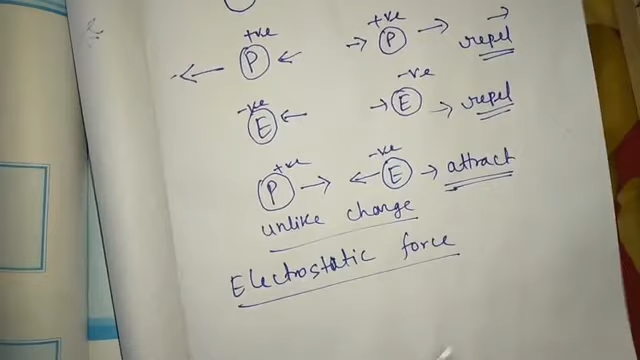 +ve +ve
← P ← → P → repel
-ve -ve
E ← → E → repel
+ve -ve
P → ← E → attract
unlike charge
Electrostatic force